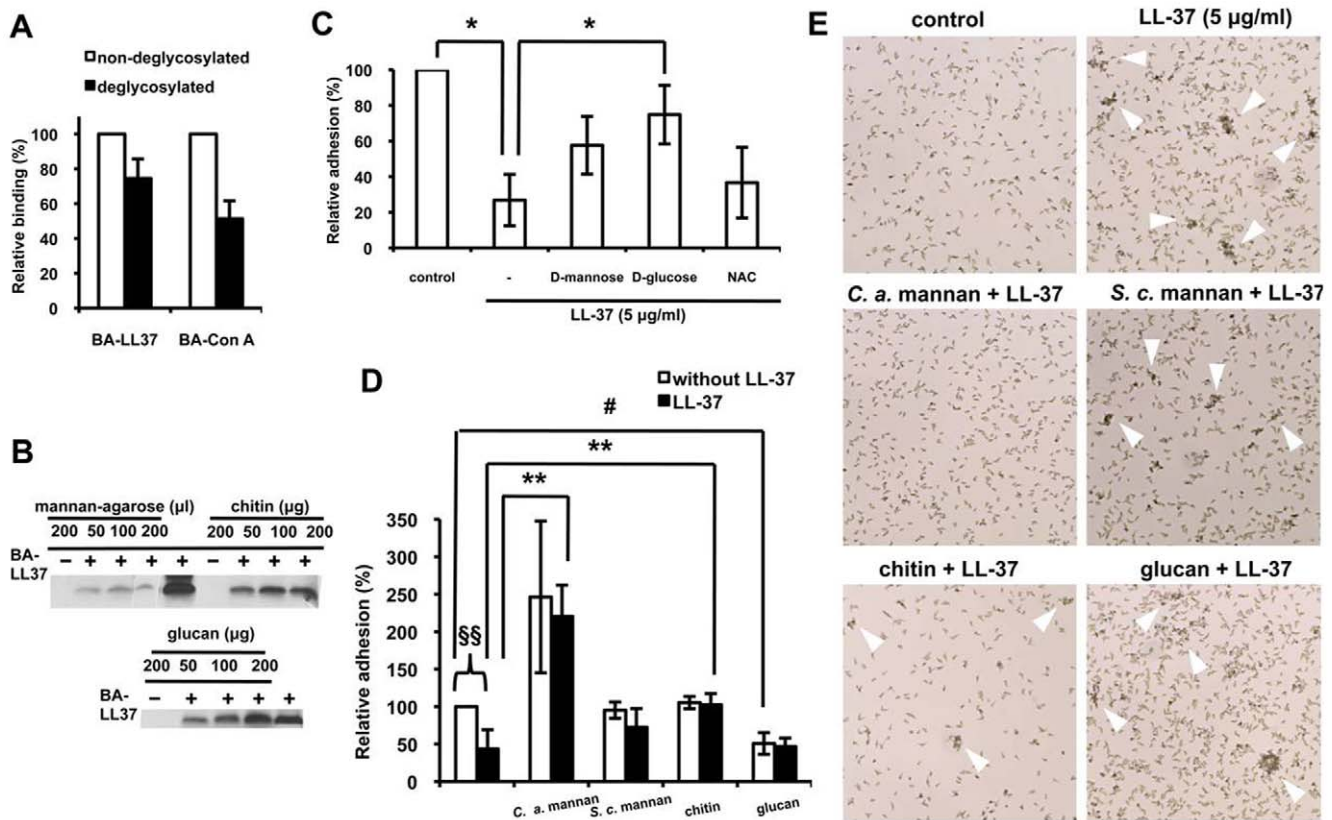 A
non-deglycosylated
deglycosylated
Relative binding (%)
100
80
60
40
20
0
BA-LL37 BA-Con A
B
mannan-agarose (µl) chitin (µg)
200 50 100 200 200 50 100 200
BA-LL37 – + + + + – + + +
glucan (µg)
200 50 100 200
BA-LL37 – + + + +
C
* *
Relative adhesion (%)
100
80
60
40
20
0
control - D-mannose D-glucose NAC
LL-37 (5 µg/ml)
D
without LL-37
LL-37
#
**
**
§§
Relative adhesion (%)
350
300
250
200
150
100
50
0
C. a. mannan S. c. mannan chitin glucan
E
control LL-37 (5 µg/ml)
C. a. mannan + LL-37 S. c. mannan + LL-37
chitin + LL-37 glucan + LL-37